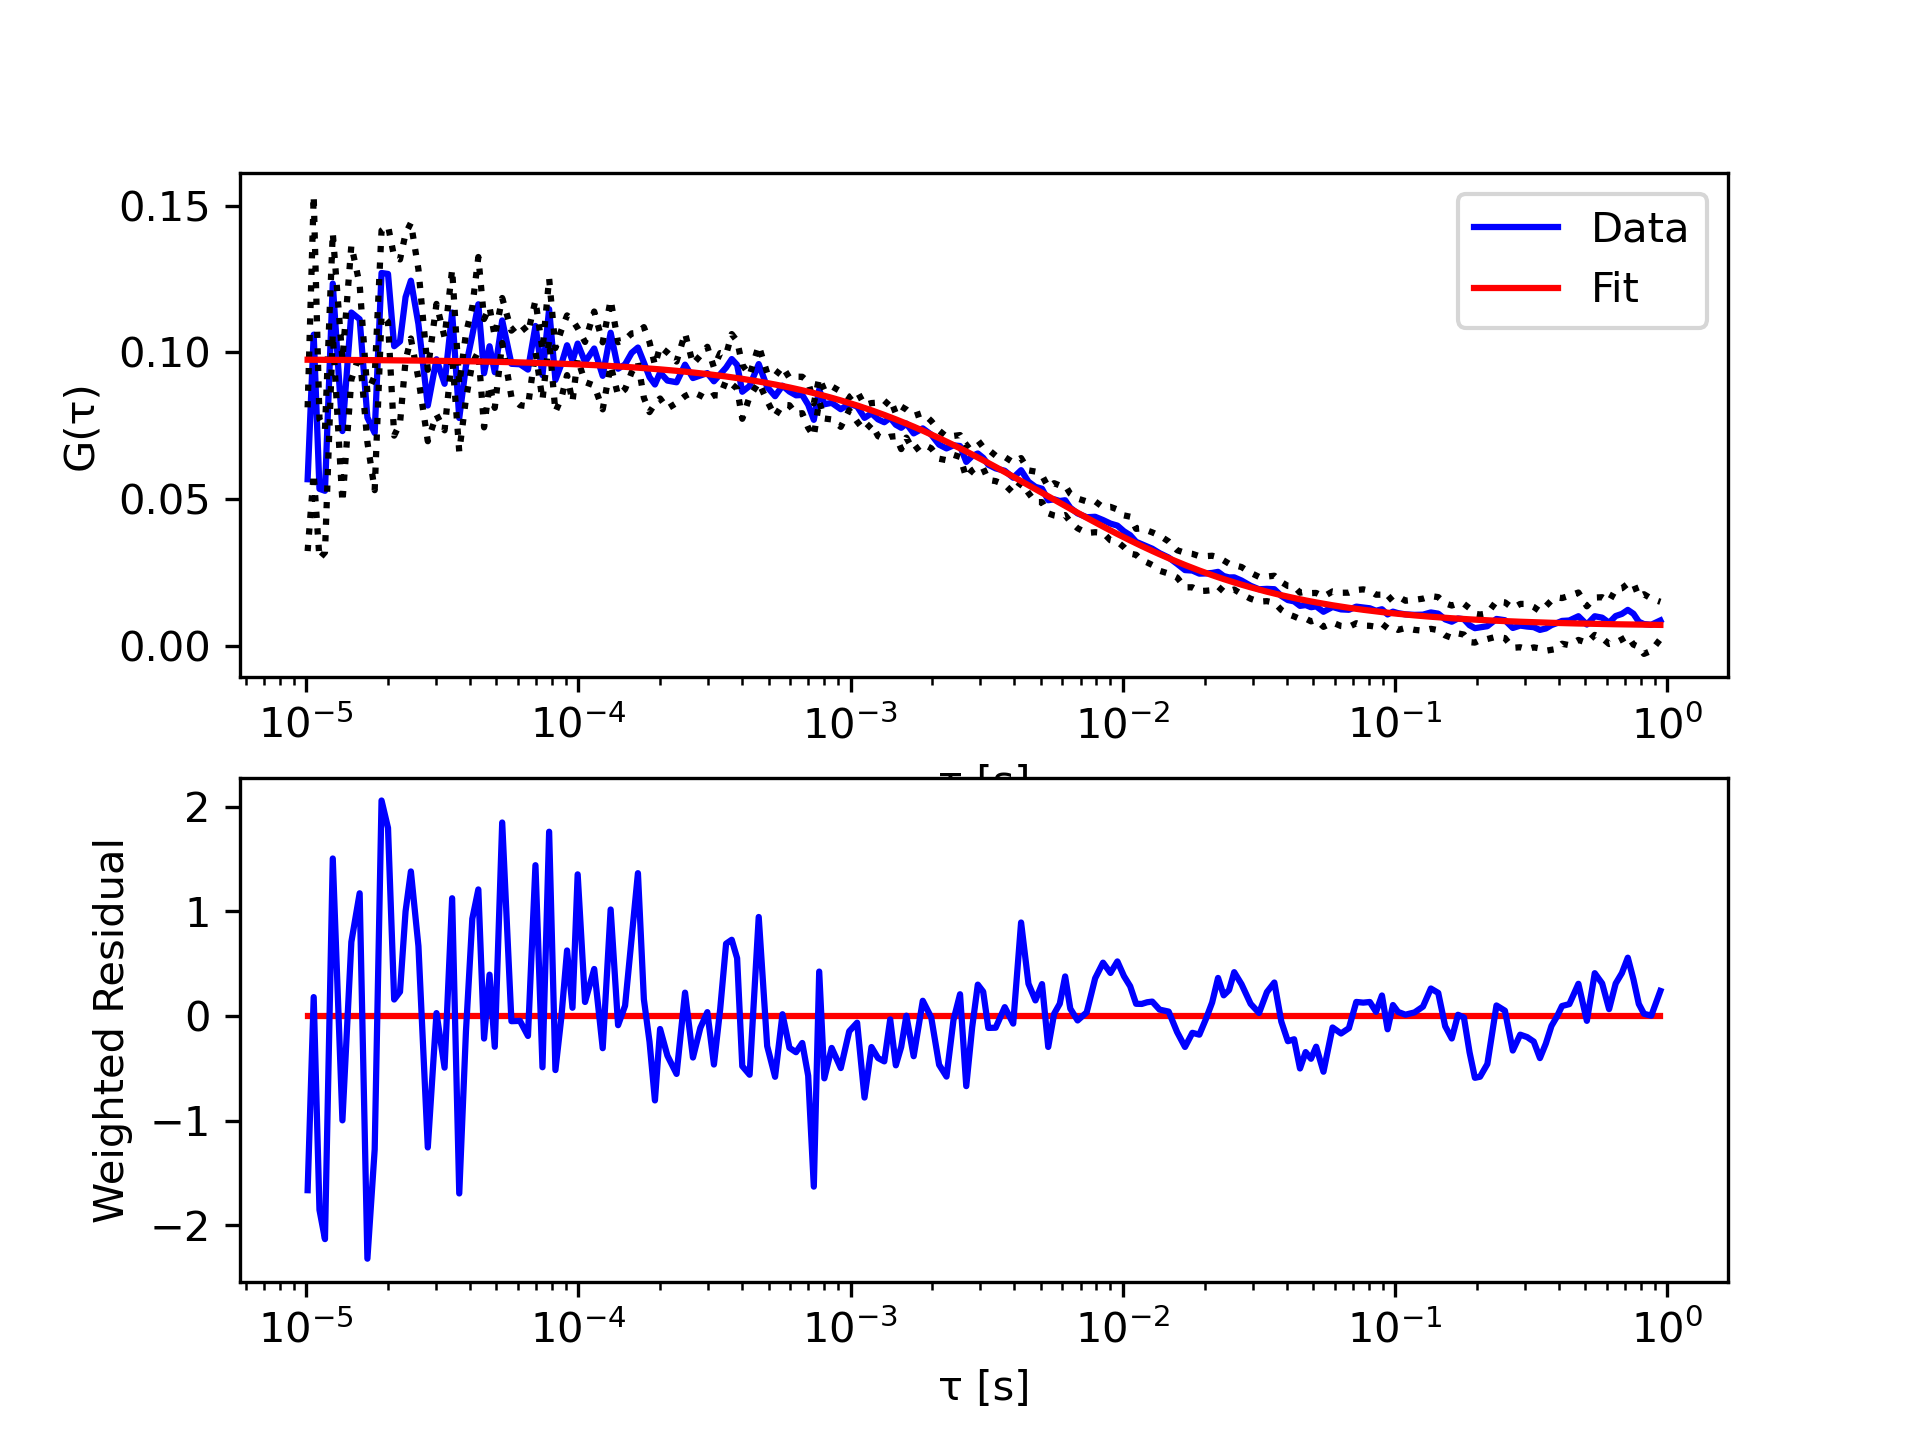 0.15
0.10
0.05
0.00
G(τ)
Data
Fit
10⁻⁵ 10⁻⁴ 10⁻³ 10⁻² 10⁻¹ 10⁰
τ [s]
2
1
0
−1
−2
Weighted Residual
10⁻⁵ 10⁻⁴ 10⁻³ 10⁻² 10⁻¹ 10⁰
τ [s]